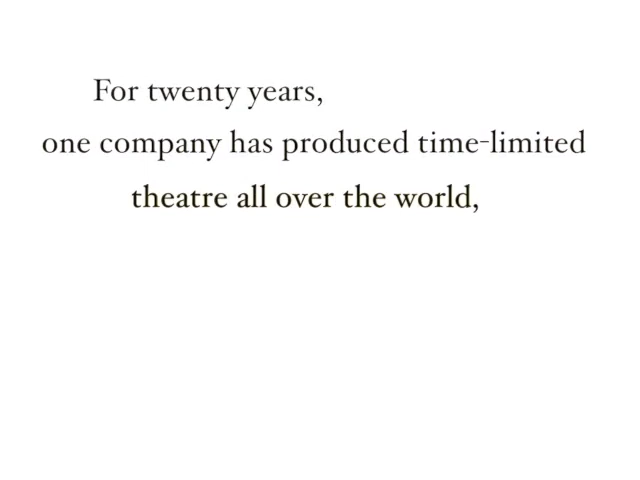 For twenty years,
one company has produced time-limited
theatre all over the world,